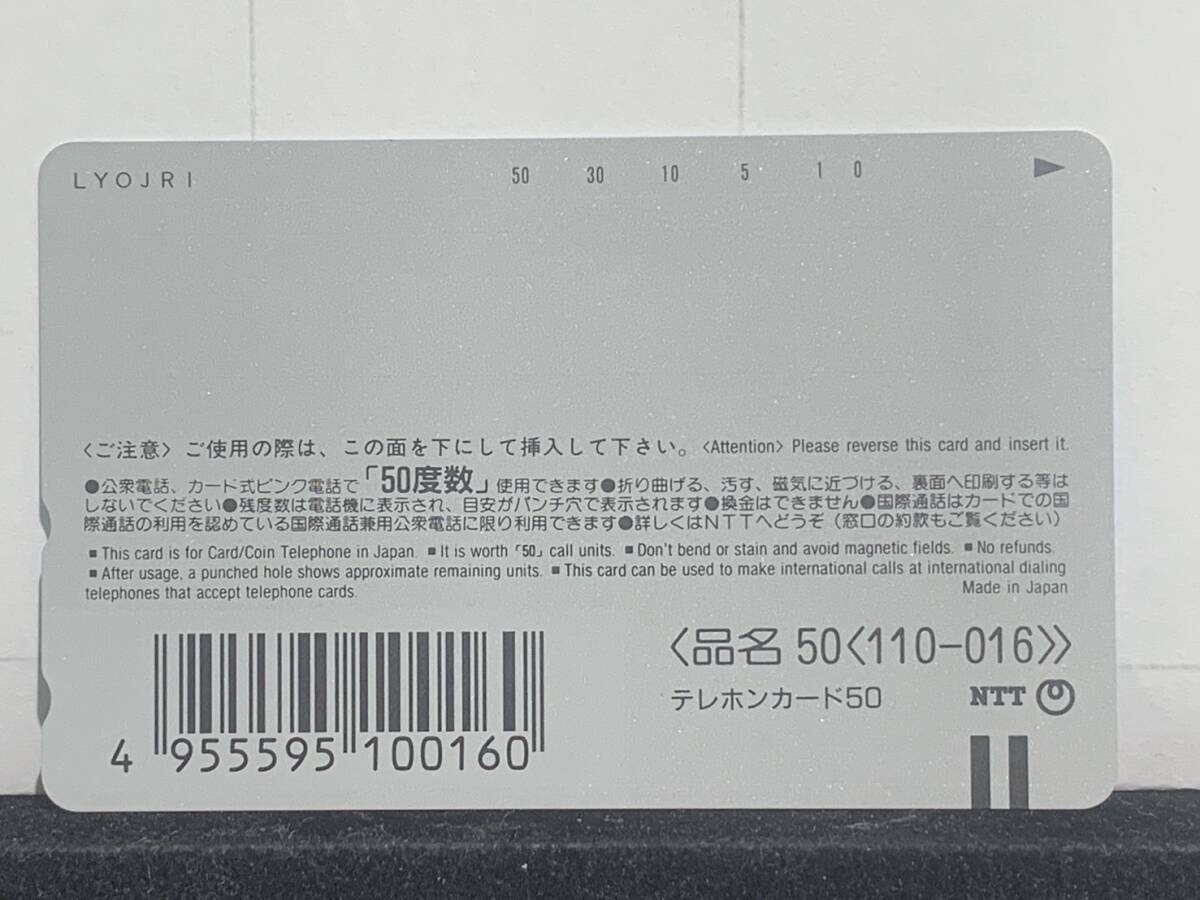 LYOJRI 50 30 10 5 1 0
〈ご注意〉ご使用の際は、この面を下にして挿入して下さい。〈Attention〉Please reverse this card and insert it.
●公衆電話、カード式ピンク電話で「50度数」使用できます●折り曲げる、汚す、磁気に近づける、裏面へ印刷する等は
しないでください●残度数は電話機に表示され、目安がパンチ穴で表示されます●換金はできません●国際通話はカードでの国
際通話の利用を認めている国際通話兼用公衆電話に限り利用できます●詳しくはNTTへどうぞ（窓口の約款もご覧ください）
■This card is for Card/Coin Telephone in Japan. ■It is worth「50」call units. ■Don't bend or stain and avoid magnetic fields. ■No refunds.
■After usage, a punched hole shows approximate remaining units. ■This card can be used to make international calls at international dialing
telephones that accept telephone cards. Made in Japan
〈品名 50〈110-016〉〉
テレホンカード50 NTT
4 955595 100160